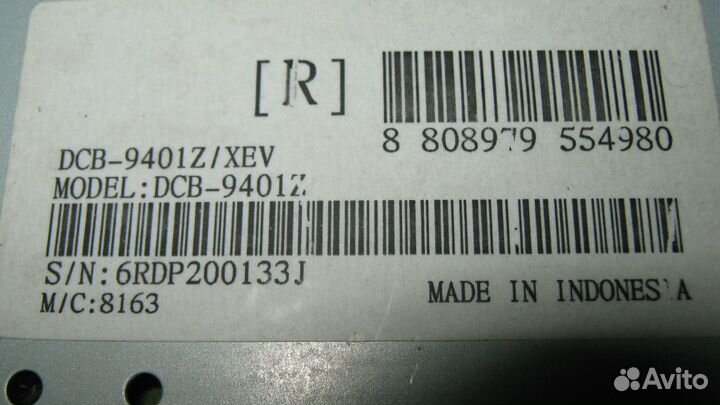 [R]
8 808979 554980
DCB-9401Z/XEV
MODEL:DCB-9401Z
S/N:6RDP200133J
M/C:8163
MADE IN INDONESIA
Avito